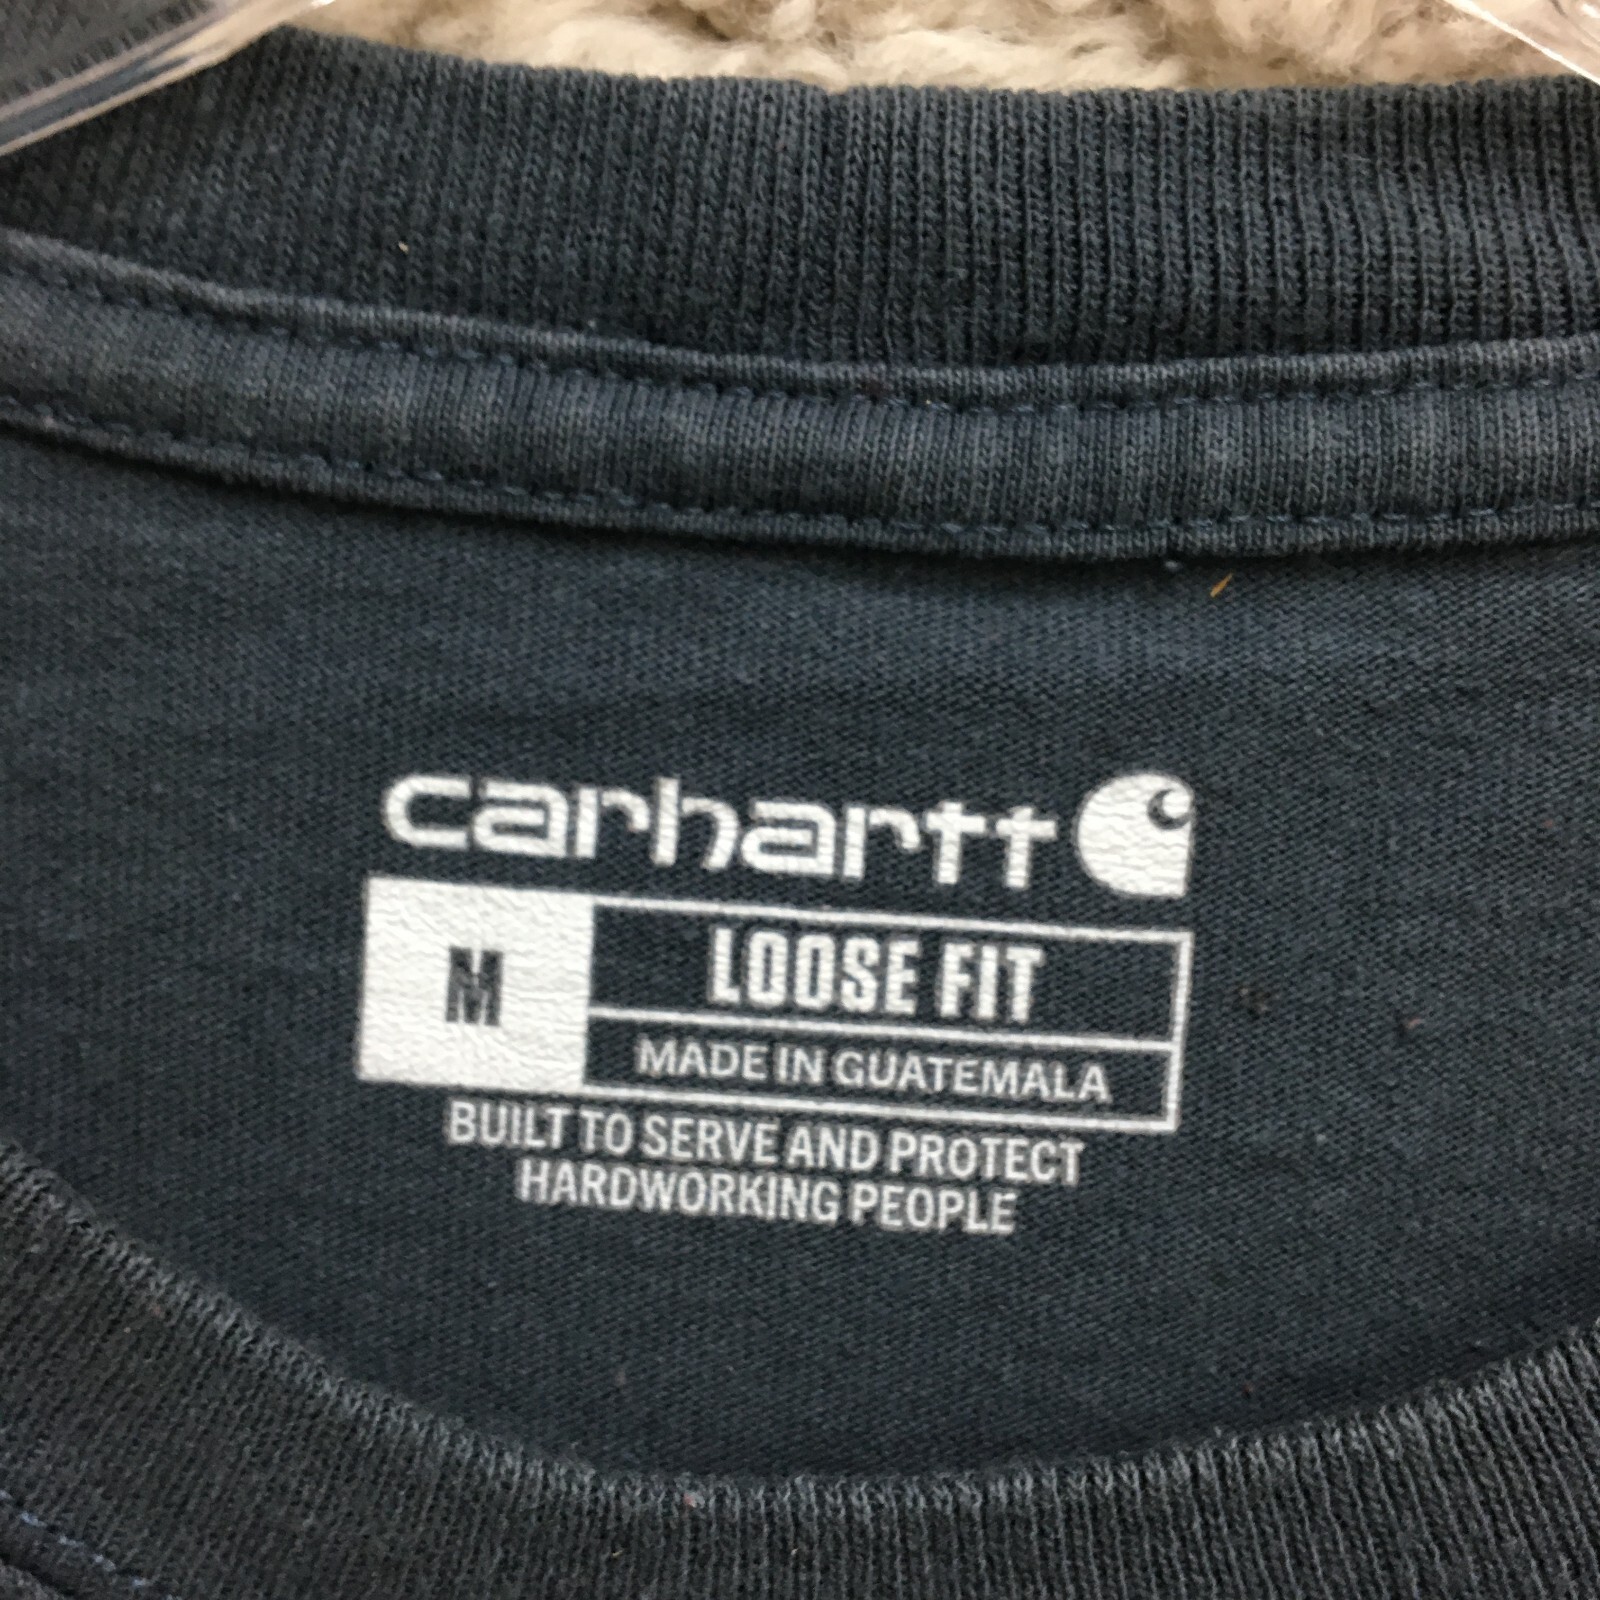 carhartt
M
LOOSE FIT
MADE IN GUATEMALA
BUILT TO SERVE AND PROTECT
HARDWORKING PEOPLE